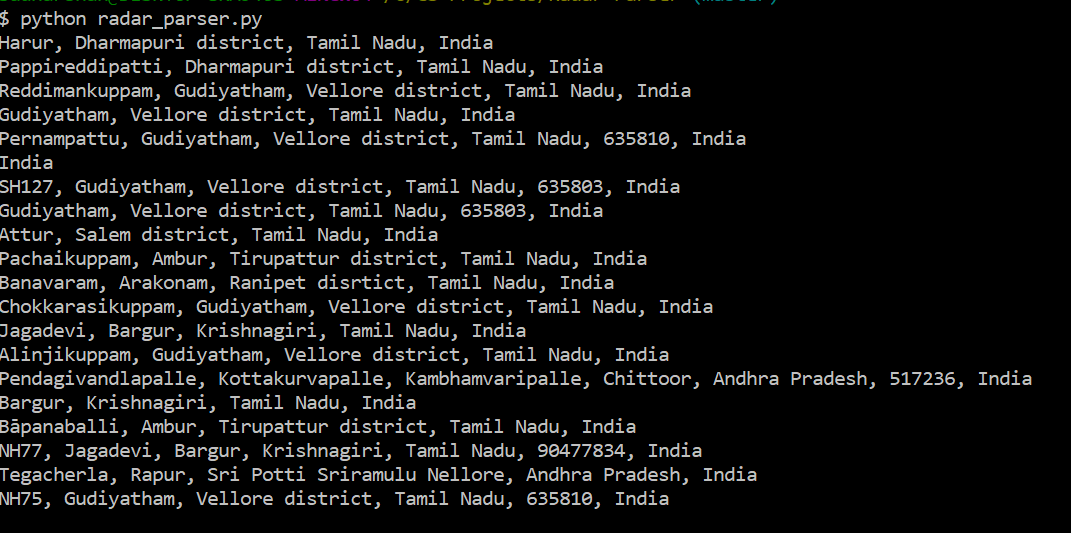 $ python radar_parser.py
Harur, Dharmapuri district, Tamil Nadu, India
Pappireddipatti, Dharmapuri district, Tamil Nadu, India
Reddimankuppam, Gudiyatham, Vellore district, Tamil Nadu, India
Gudiyatham, Vellore district, Tamil Nadu, India
Pernampattu, Gudiyatham, Vellore district, Tamil Nadu, 635810, India
India
SH127, Gudiyatham, Vellore district, Tamil Nadu, 635803, India
Gudiyatham, Vellore district, Tamil Nadu, 635803, India
Attur, Salem district, Tamil Nadu, India
Pachaikuppam, Ambur, Tirupattur district, Tamil Nadu, India
Banavaram, Arakonam, Ranipet disrtict, Tamil Nadu, India
Chokkarasikuppam, Gudiyatham, Vellore district, Tamil Nadu, India
Jagadevi, Bargur, Krishnagiri, Tamil Nadu, India
Alinjikuppam, Gudiyatham, Vellore district, Tamil Nadu, India
Pendagivandlapalle, Kottakurvapalle, Kambhamvaripalle, Chittoor, Andhra Pradesh, 517236, India
Bargur, Krishnagiri, Tamil Nadu, India
Bāpanaballi, Ambur, Tirupattur district, Tamil Nadu, India
NH77, Jagadevi, Bargur, Krishnagiri, Tamil Nadu, 90477834, India
Tegacherla, Rapur, Sri Potti Sriramulu Nellore, Andhra Pradesh, India
NH75, Gudiyatham, Vellore district, Tamil Nadu, 635810, India